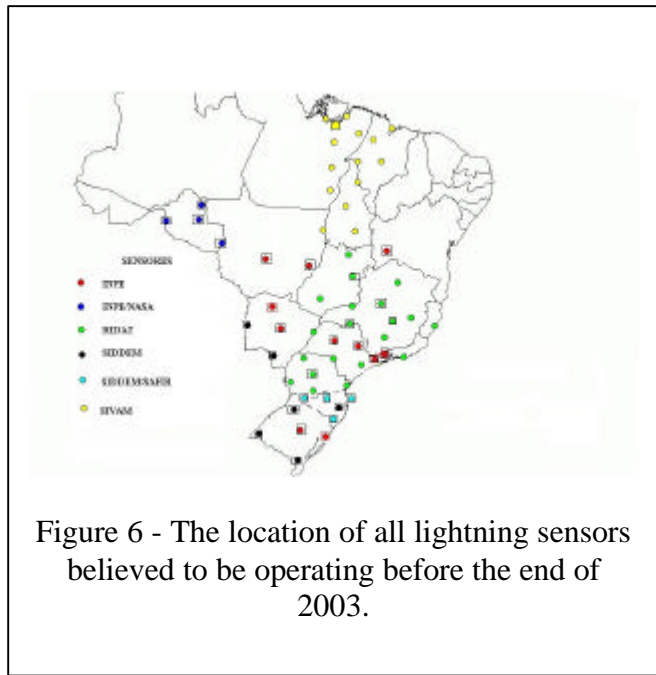 SENSORES
INPE
INPE/NASA
RIDAT
SIDDEM
SIDDEM/SAFIR
SIVAM
Figure 6 - The location of all lightning sensors
believed to be operating before the end of
2003.